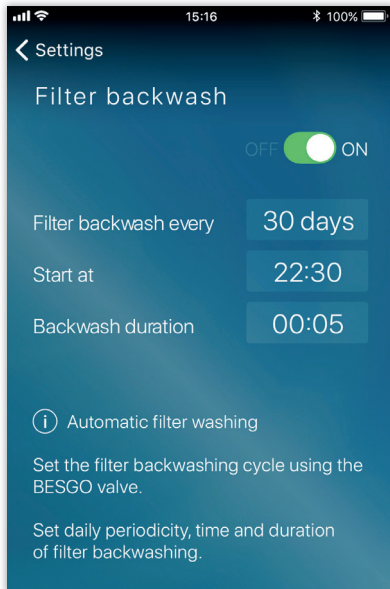 15:16
100%
Settings
Filter backwash
OFF ON
Filter backwash every 30 days
Start at 22:30
Backwash duration 00:05
i Automatic filter washing
Set the filter backwashing cycle using the
BESGO valve.
Set daily periodicity, time and duration
of filter backwashing.